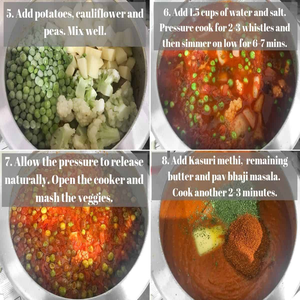 5. Add potatoes, cauliflower and
peas. Mix well.
6. Add 1.5 cups of water and salt.
Pressure cook for 2-3 whistles and
then simmer on low for 6-7 mins.
7. Allow the pressure to release
naturally. Open the cooker and
mash the veggies.
8. Add Kasuri methi, remaining
butter and pav bhaji masala.
Cook another 2-3 minutes.